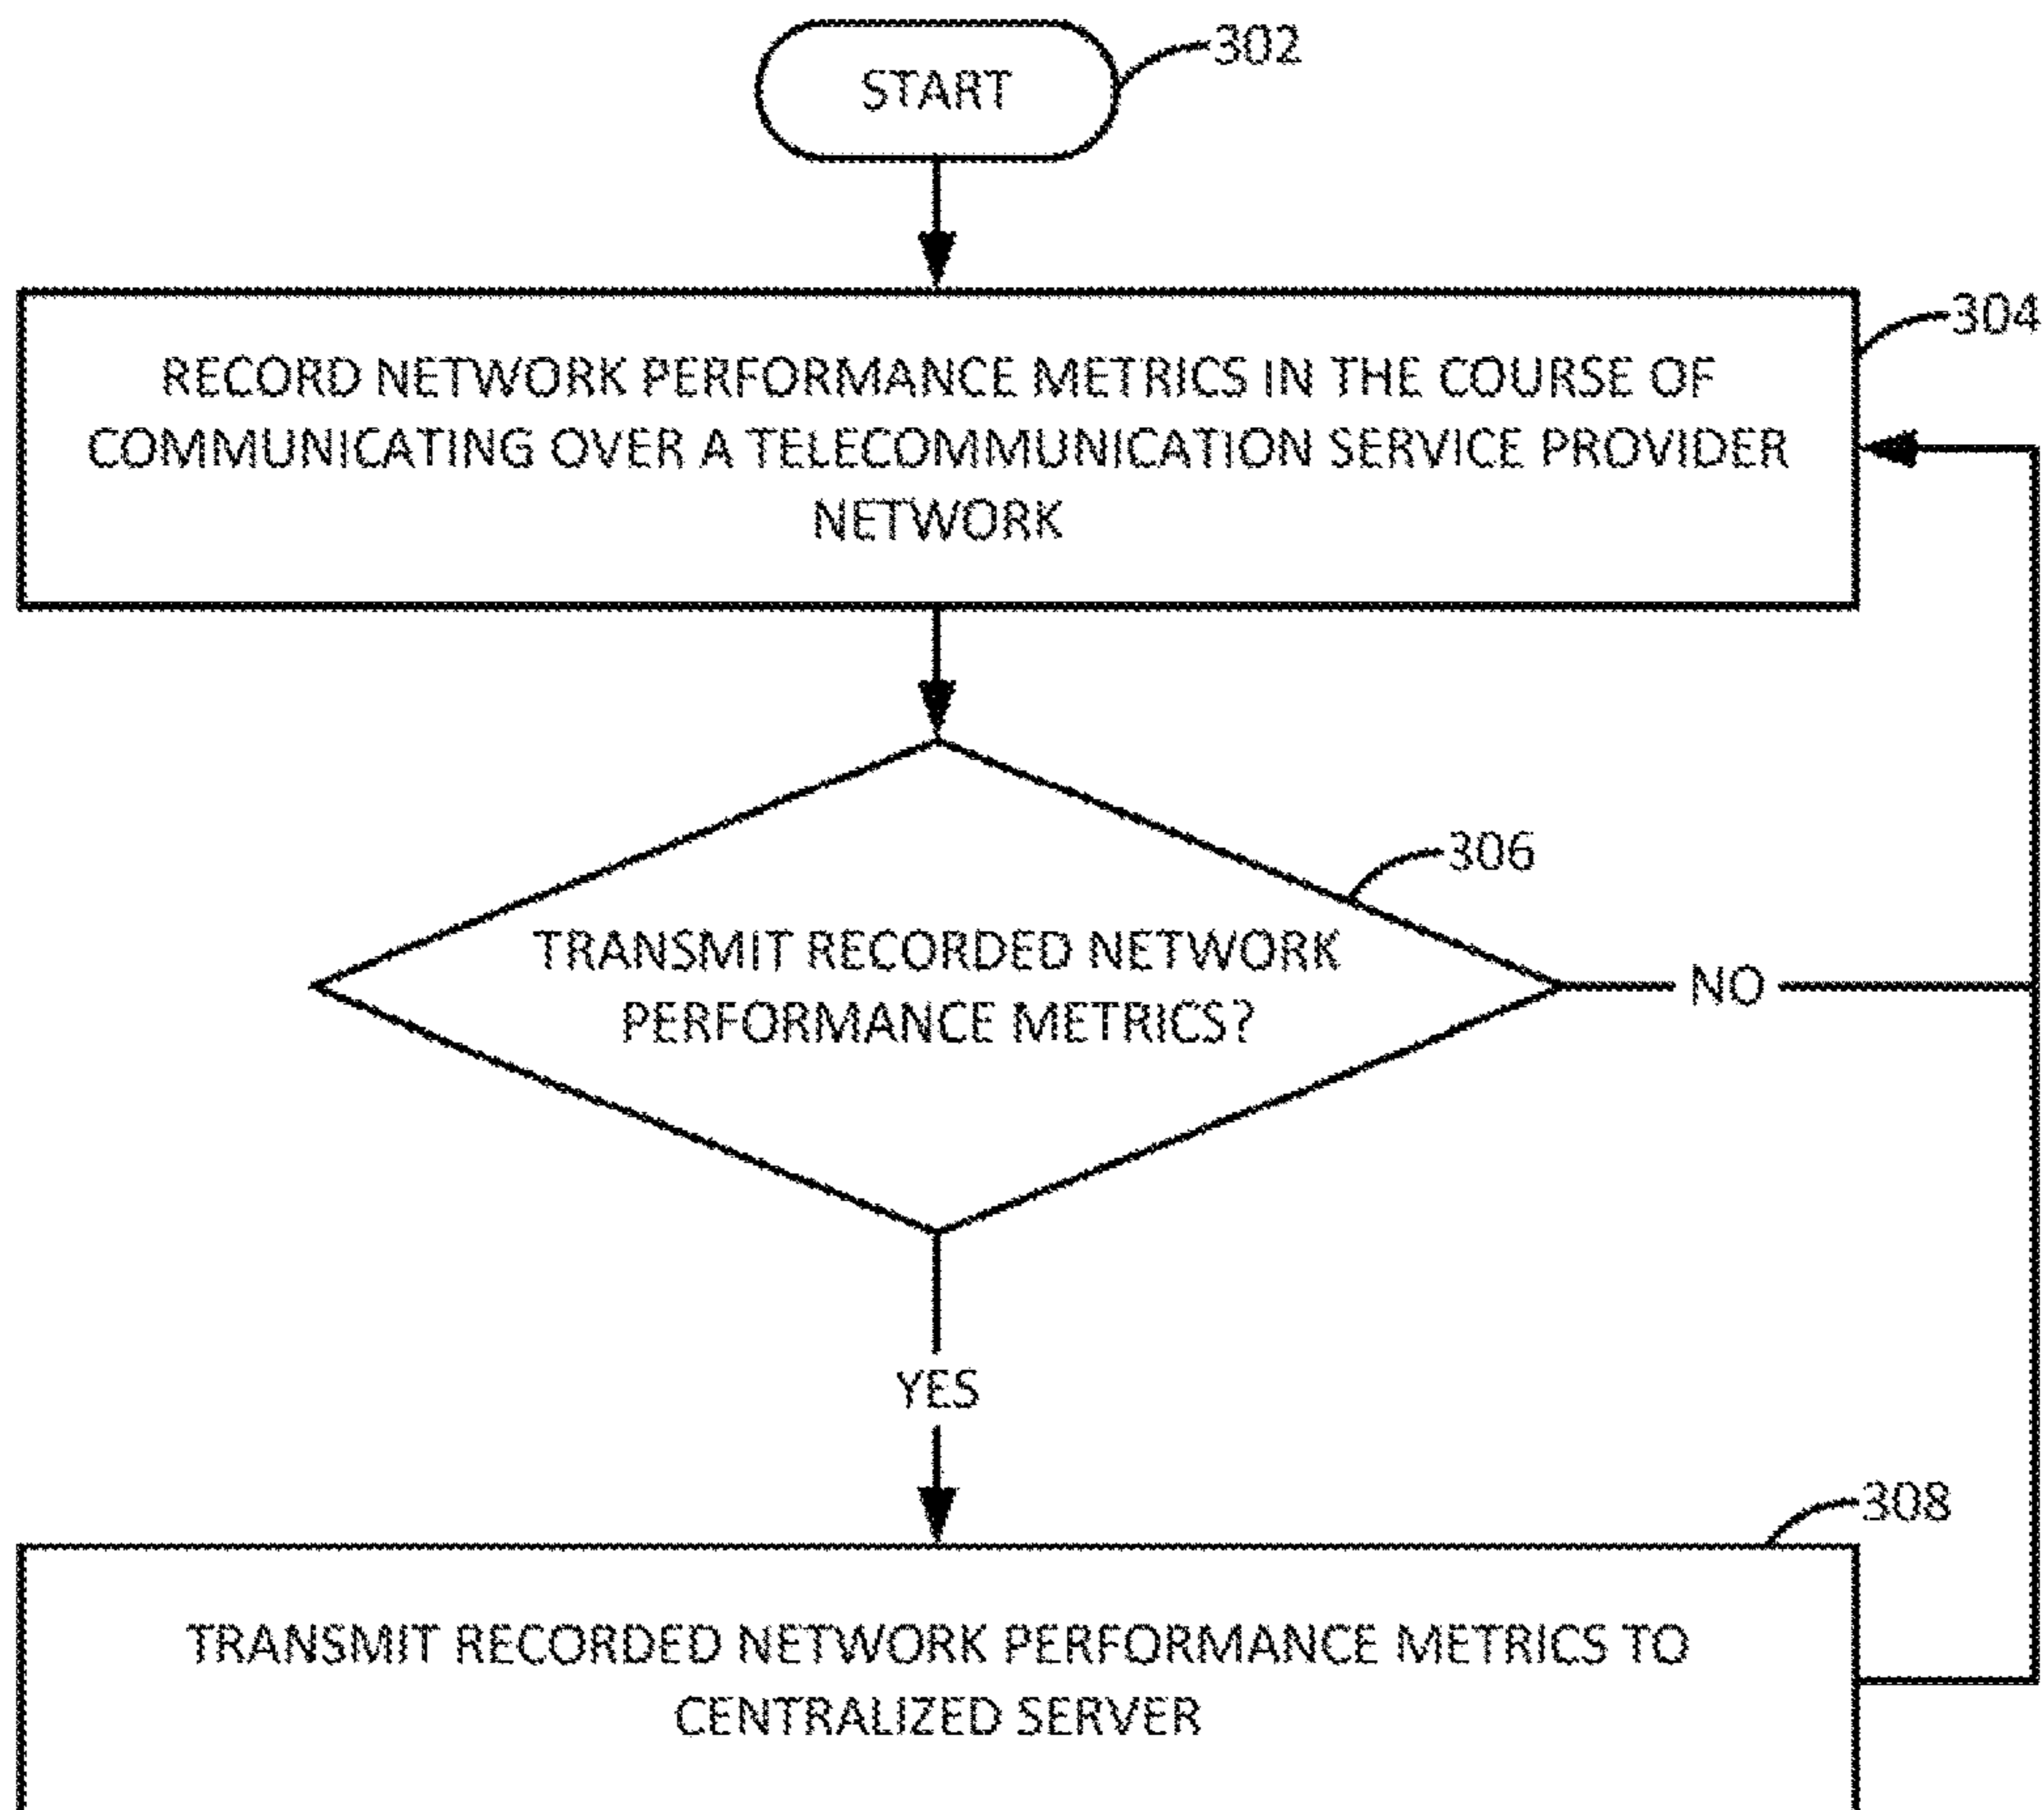 START
302
304
RECORD NETWORK PERFORMANCE METRICS IN THE COURSE OF
COMMUNICATING OVER A TELECOMMUNICATION SERVICE PROVIDER
NETWORK
306
TRANSMIT RECORDED NETWORK
PERFORMANCE METRICS?
NO
YES
308
TRANSMIT RECORDED NETWORK PERFORMANCE METRICS TO
CENTRALIZED SERVER